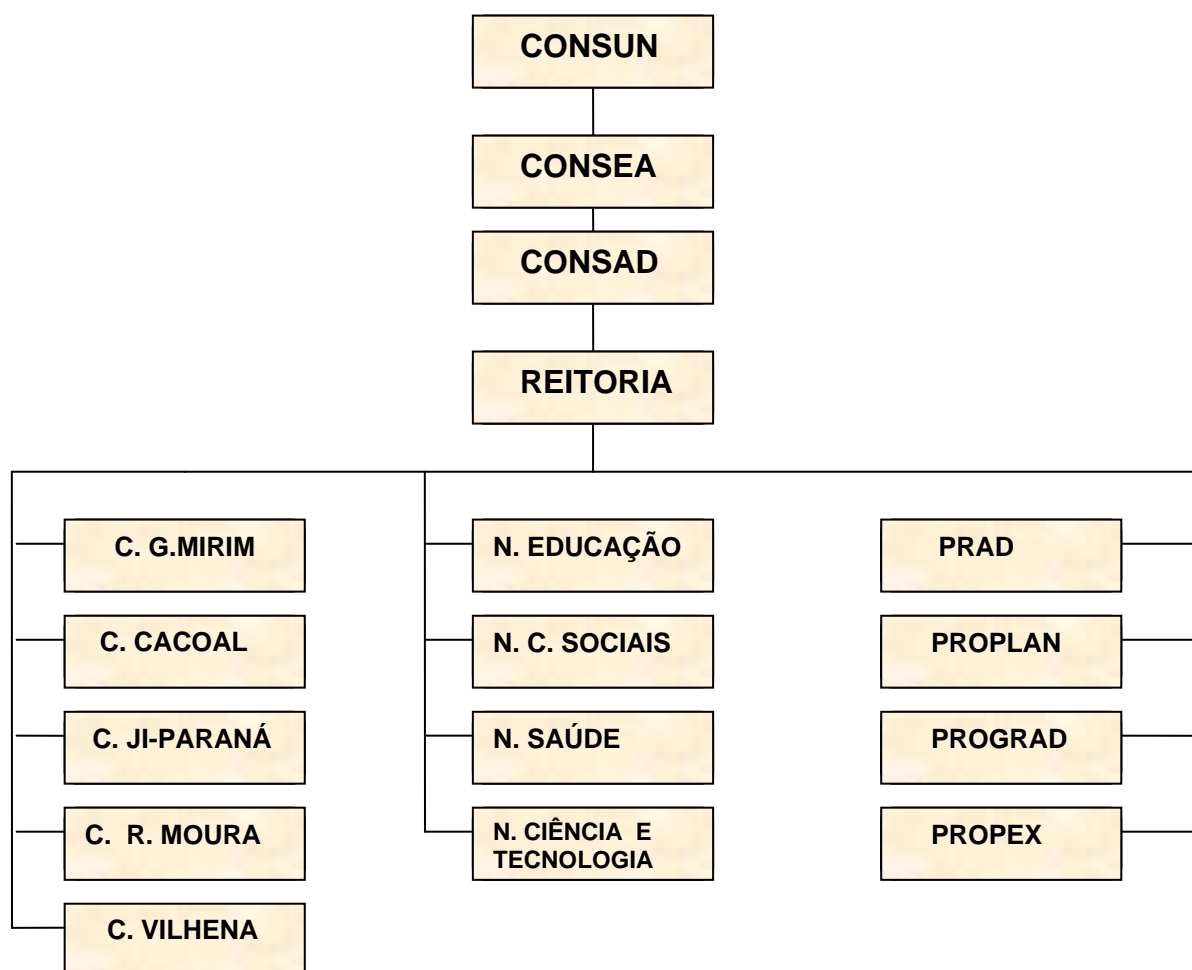 CONSUN
CONSEA
CONSAD
REITORIA
C. G.MIRIM
N. EDUCAÇÃO
PRAD
C. CACOAL
N. C. SOCIAIS
PROPLAN
C. JI-PARANÁ
N. SAÚDE
PROGRAD
C. R. MOURA
N. CIÊNCIA E
TECNOLOGIA
PROPEX
C. VILHENA